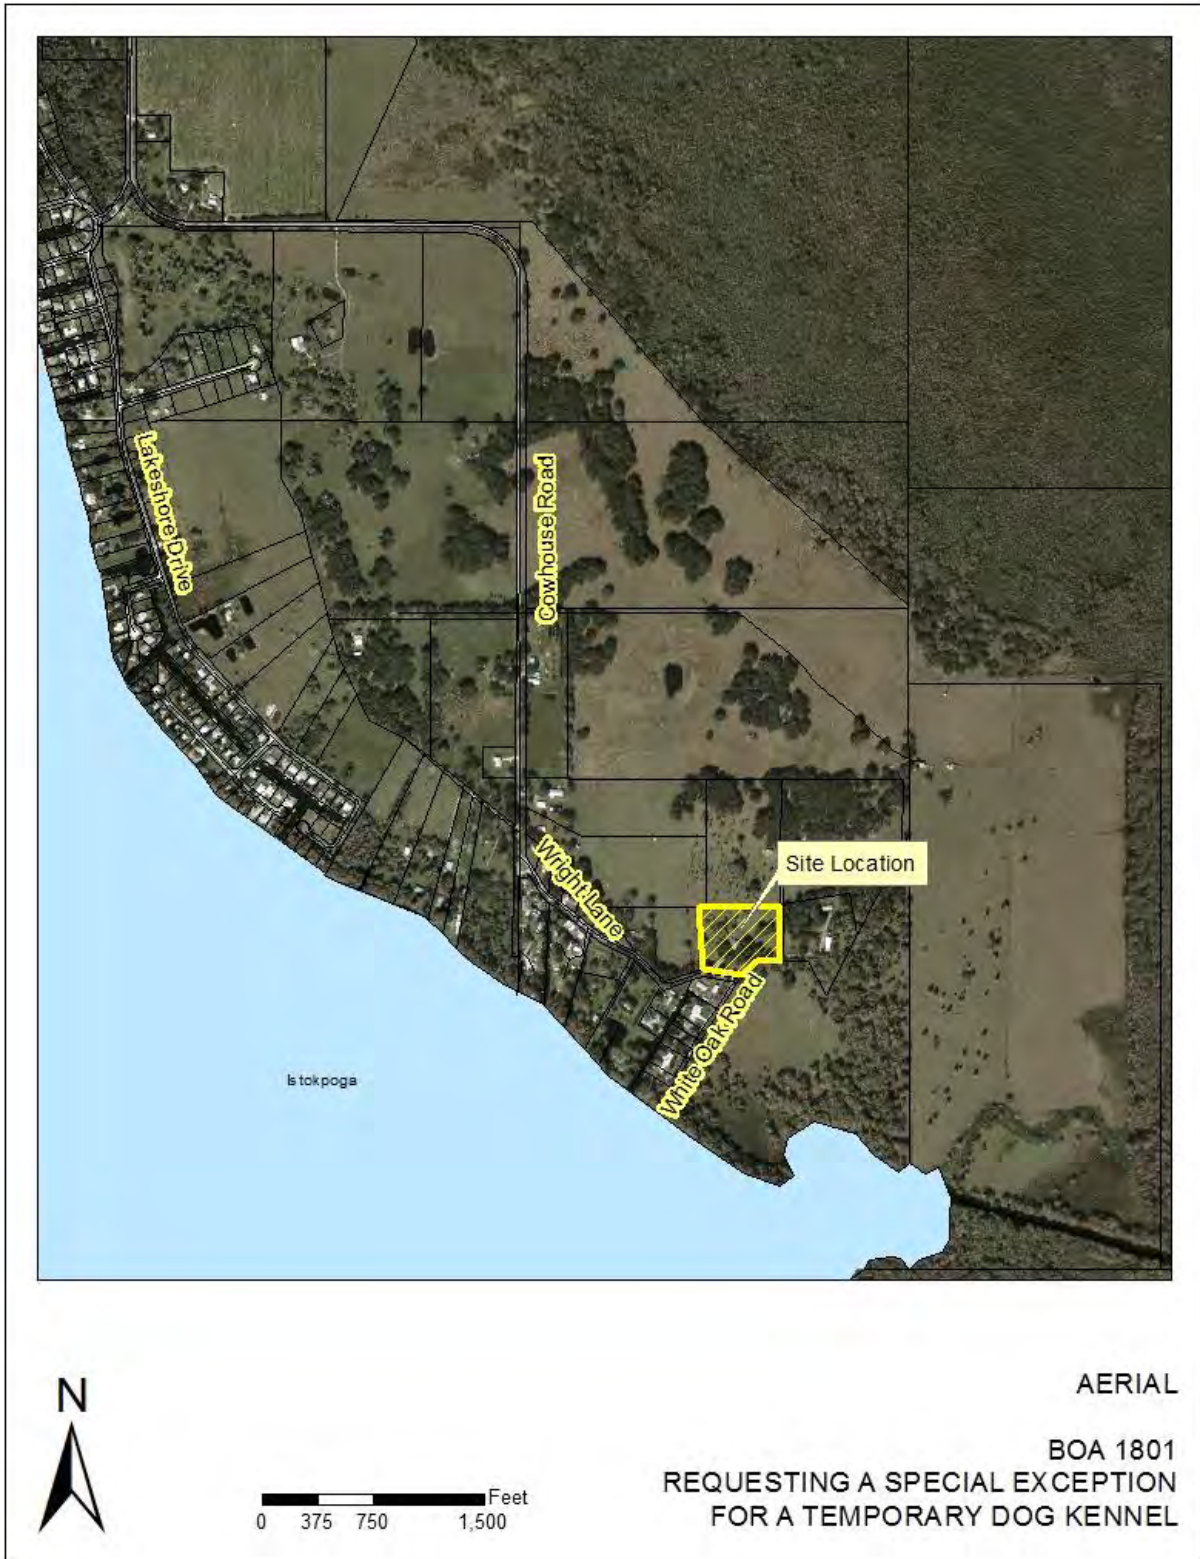 Lakeshore Drive
Cowhouse Road
Wright Lane
Site Location
White Oak Road
Istokpoga
N
Feet
0 375 750 1,500
AERIAL
BOA 1801
REQUESTING A SPECIAL EXCEPTION
FOR A TEMPORARY DOG KENNEL